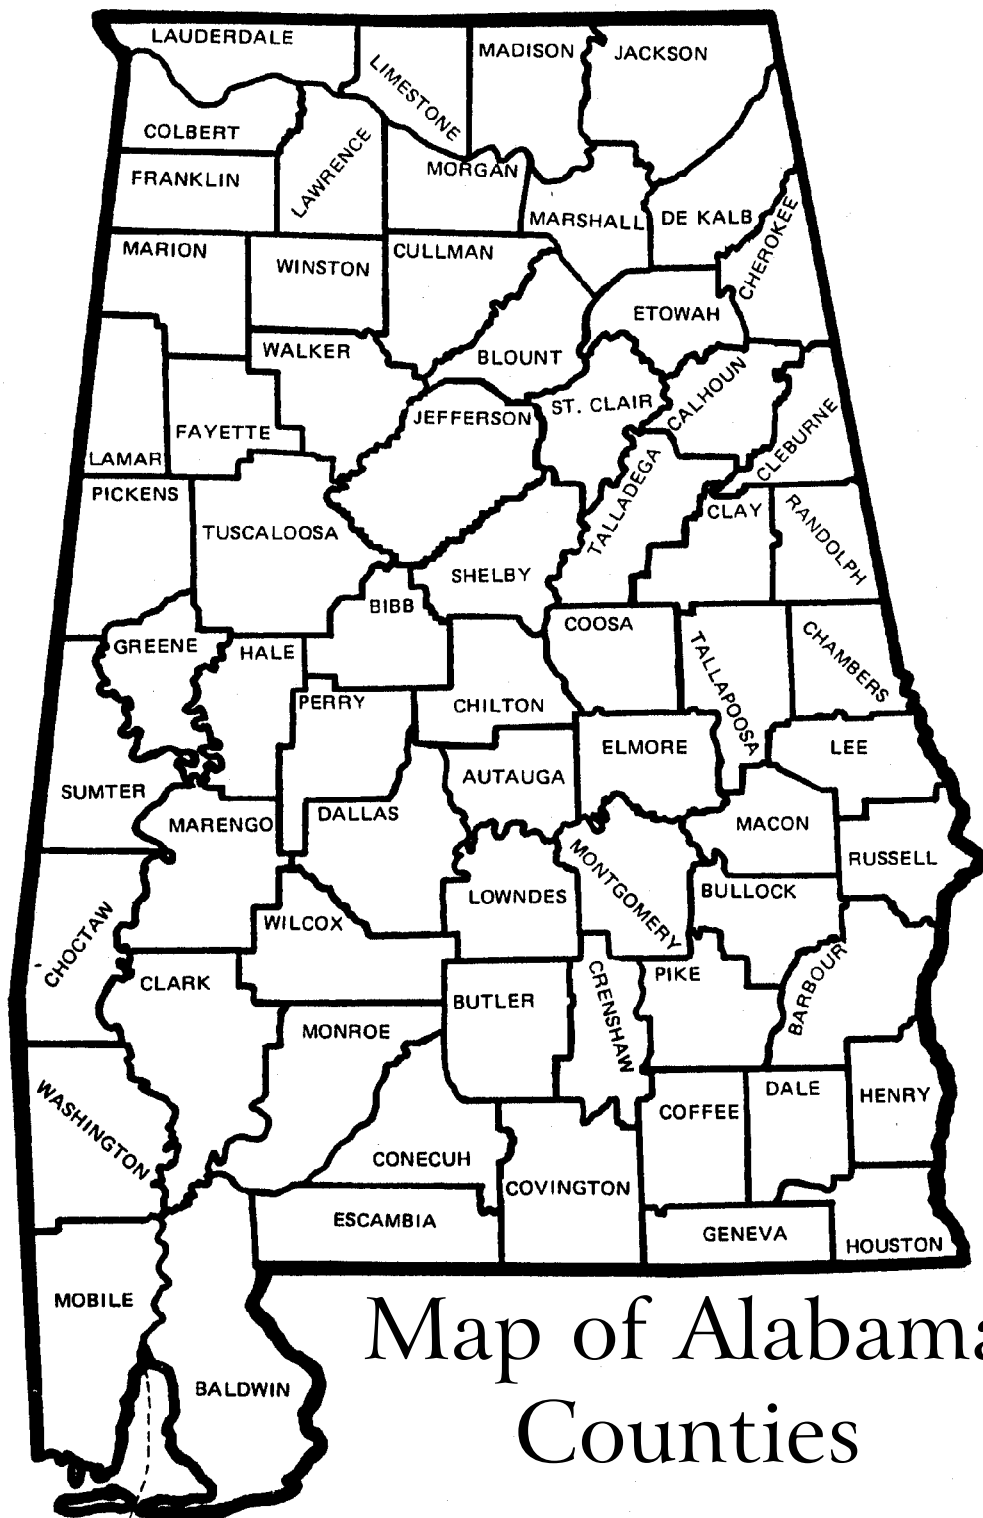 LAUDERDALE
LIMESTONE
MADISON
JACKSON
COLBERT
LAWRENCE
FRANKLIN
MORGAN
MARSHALL
DE KALB
CHEROKEE
MARION
WINSTON
CULLMAN
ETOWAH
WALKER
BLOUNT
ST. CLAIR
CALHOUN
CLEBURNE
LAMAR
FAYETTE
JEFFERSON
TALLADEGA
PICKENS
TUSCALOOSA
CLAY
RANDOLPH
SHELBY
BIBB
GREENE
HALE
COOSA
TALLAPOOSA
CHAMBERS
PERRY
CHILTON
ELMORE
LEE
SUMTER
AUTAUGA
MARENGO
DALLAS
MACON
RUSSELL
LOWNDES
MONTGOMERY
BULLOCK
CHOCTAW
WILCOX
CLARK
BUTLER
CRENSHAW
PIKE
BARBOUR
MONROE
WASHINGTON
CONECUH
COFFEE
DALE
HENRY
COVINGTON
ESCAMBIA
GENEVA
HOUSTON
MOBILE
BALDWIN
Map of Alabama
Counties